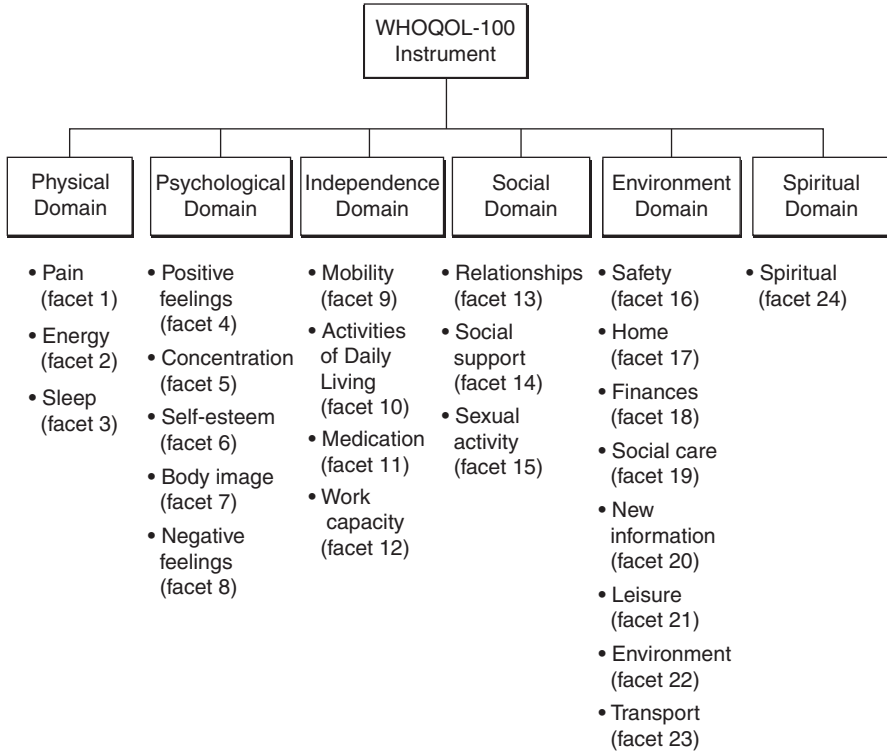 WHOQOL-100
Instrument
Physical
Domain
Psychological
Domain
Independence
Domain
Social
Domain
Environment
Domain
Spiritual
Domain
• Pain
(facet 1)
• Energy
(facet 2)
• Sleep
(facet 3)
• Positive
feelings
(facet 4)
• Concentration
(facet 5)
• Self-esteem
(facet 6)
• Body image
(facet 7)
• Negative
feelings
(facet 8)
• Mobility
(facet 9)
• Activities
of Daily
Living
(facet 10)
• Medication
(facet 11)
• Work
capacity
(facet 12)
• Relationships
(facet 13)
• Social
support
(facet 14)
• Sexual
activity
(facet 15)
• Safety
(facet 16)
• Home
(facet 17)
• Finances
(facet 18)
• Social care
(facet 19)
• New
information
(facet 20)
• Leisure
(facet 21)
• Environment
(facet 22)
• Transport
(facet 23)
• Spiritual
(facet 24)